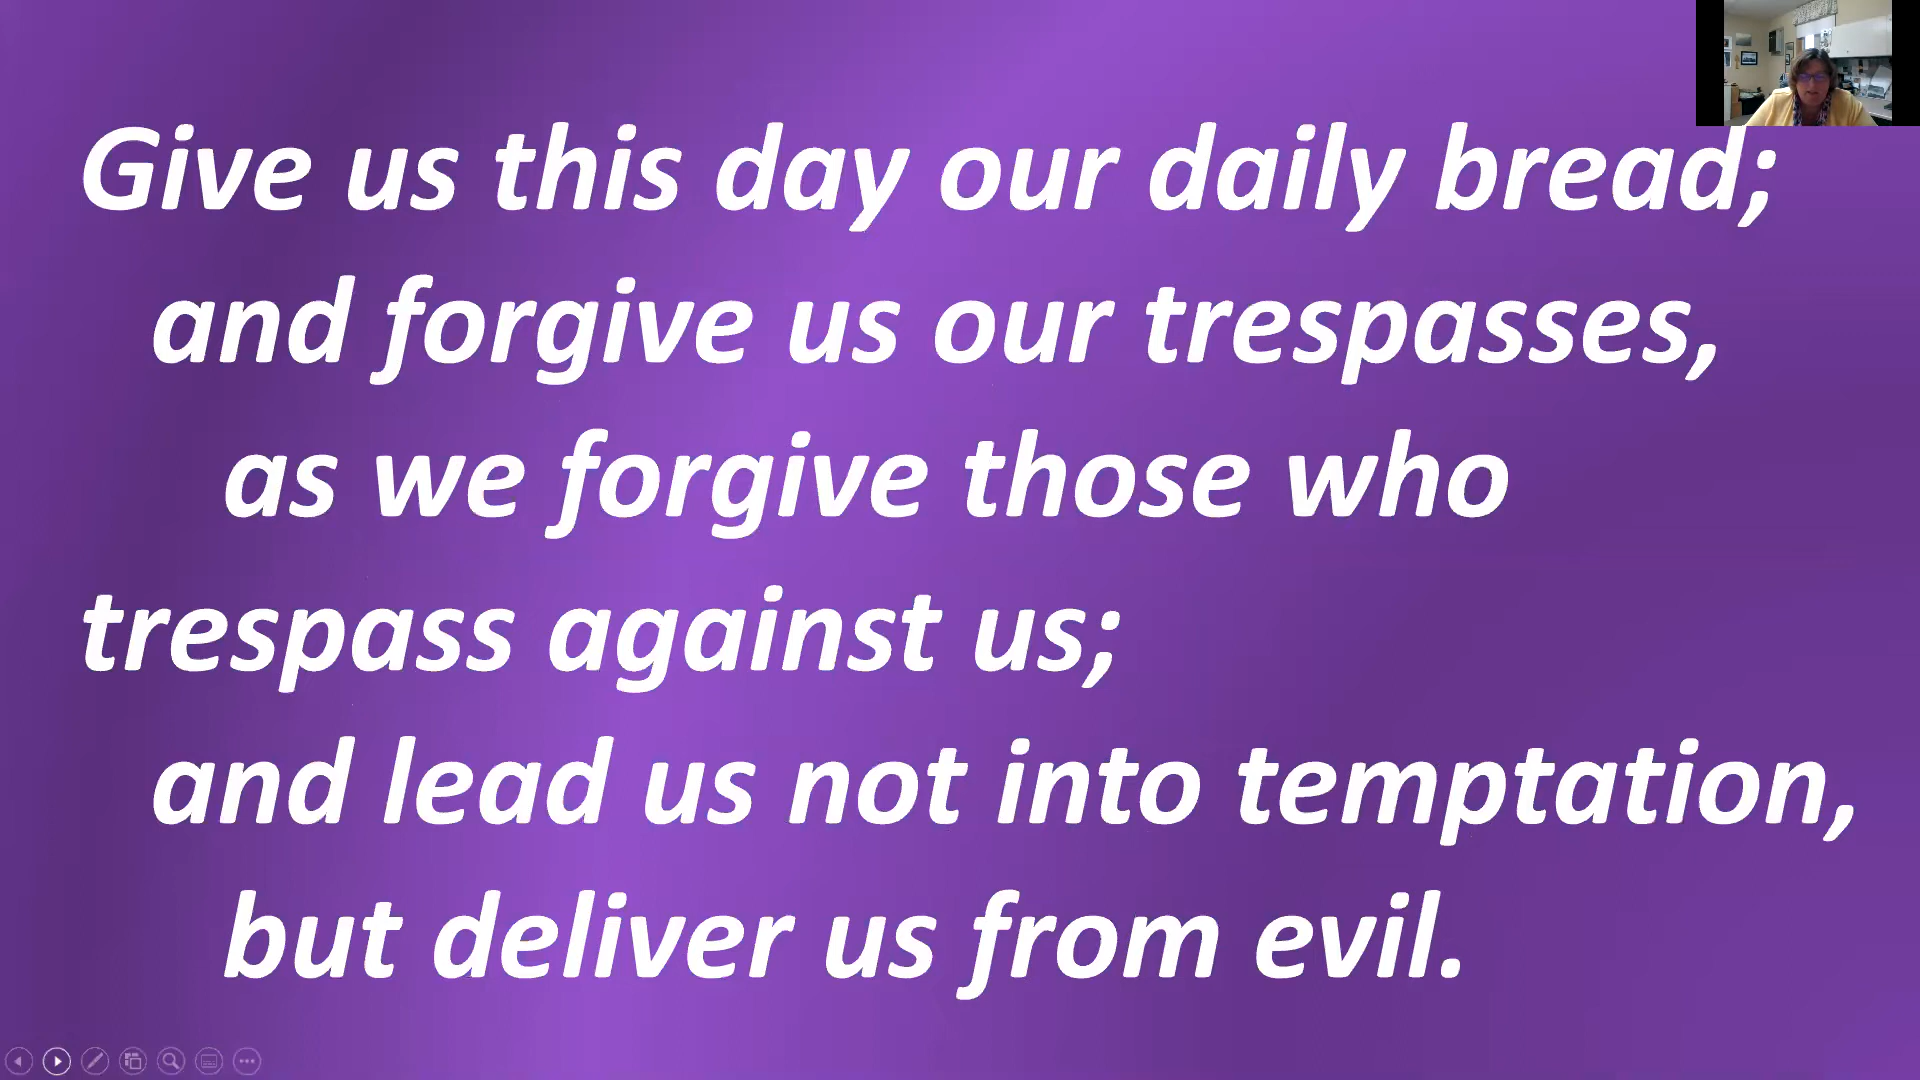 Give us this day our daily bread;
and forgive us our trespasses,
as we forgive those who
trespass against us;
and lead us not into temptation,
but deliver us from evil.